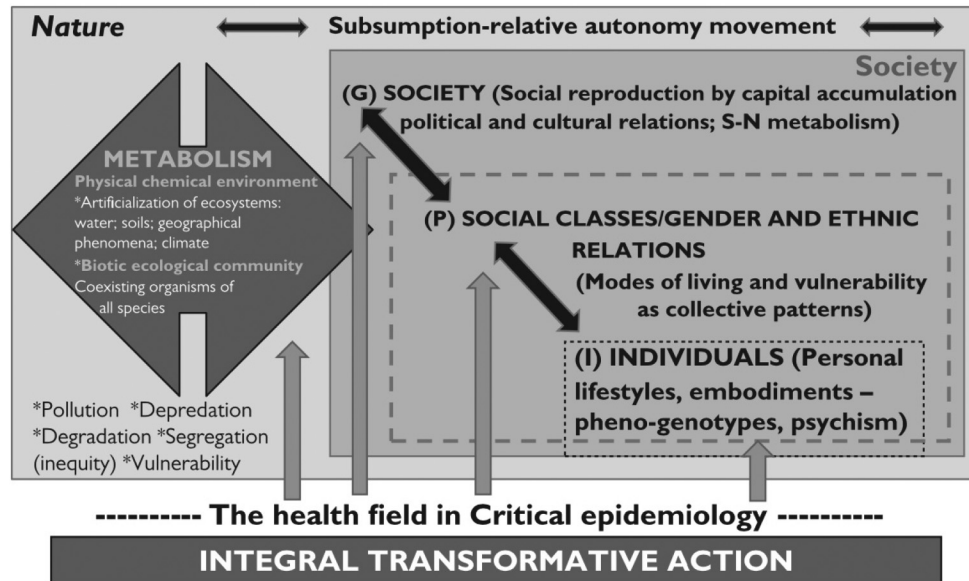 Nature
Subsumption-relative autonomy movement
Society
(G) SOCIETY (Social reproduction by capital accumulation
political and cultural relations; S-N metabolism)
METABOLISM
Physical chemical environment
*Artificialization of ecosystems:
water; soils; geographical
phenomena; climate
*Biotic ecological community
Coexisting organisms of
all species
(P) SOCIAL CLASSES/GENDER AND ETHNIC
RELATIONS
(Modes of living and vulnerability
as collective patterns)
(I) INDIVIDUALS (Personal
lifestyles, embodiments –
pheno-genotypes, psychism)
*Pollution *Depredation
*Degradation *Segregation
(inequity) *Vulnerability
---------- The health field in Critical epidemiology ----------
INTEGRAL TRANSFORMATIVE ACTION